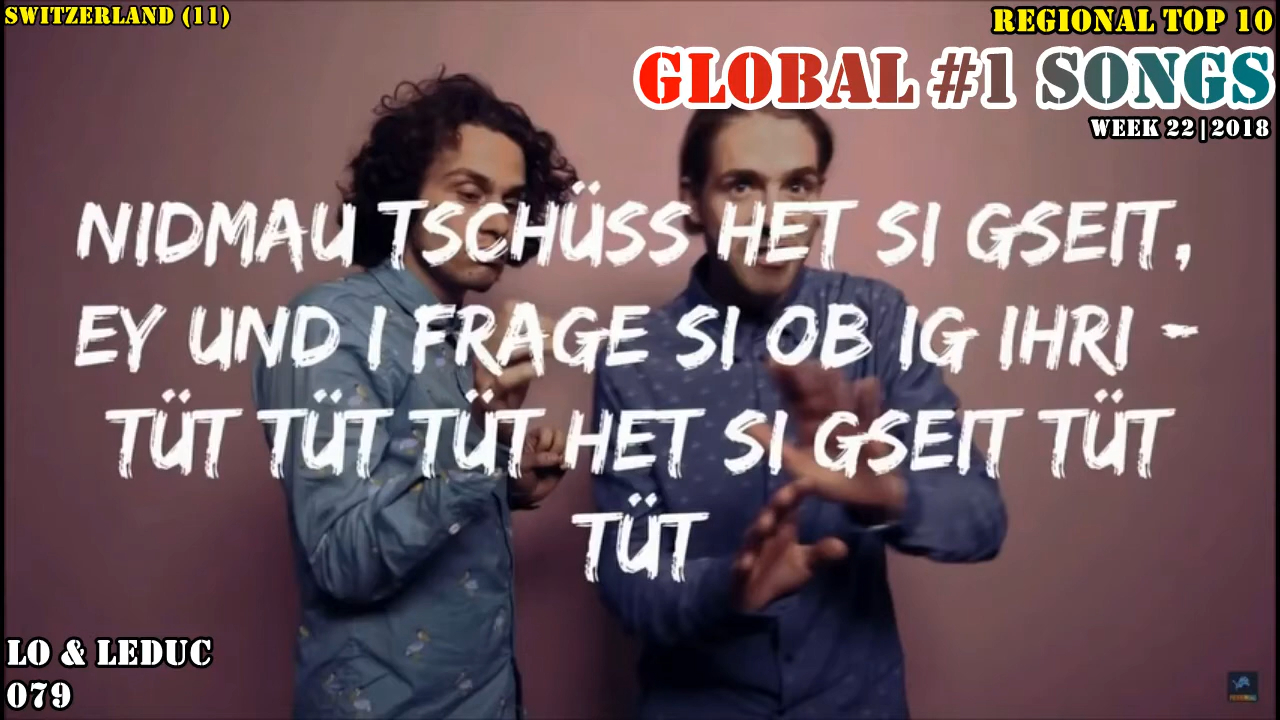 SWITZERLAND (11)
REGIONAL TOP 10
GLOBAL #1 SONGS
WEEK 22|2018
NIDMAU TSCHÜSS HET SI GSEIT,
EY UND I FRAGE SI OB IG IHRI -
TÜT TÜT TÜT HET SI GSEIT TÜT
TÜT
LO & LEDUC
079